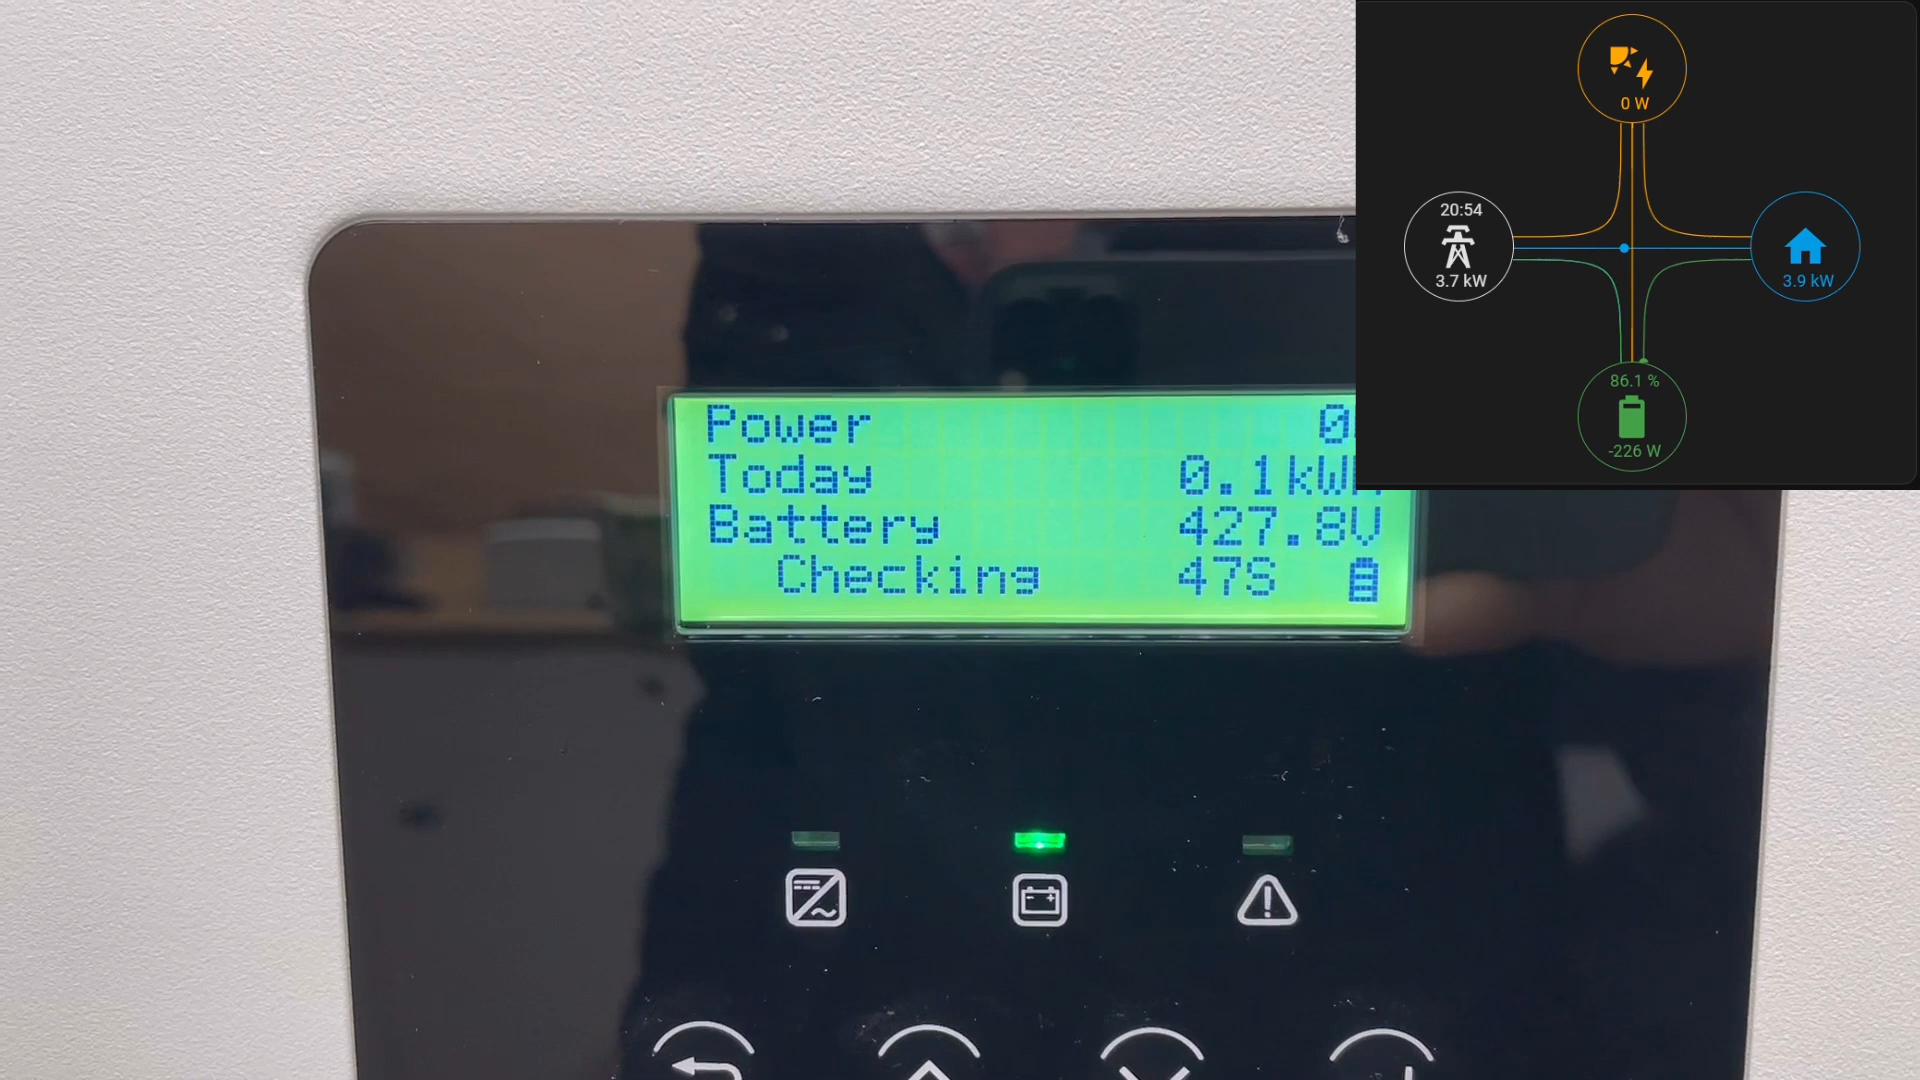 Power 0
Today 0.1kWh
Battery 427.8V
Checking 47S
0 W
20:54
3.7 kW
3.9 kW
86.1 %
-226 W